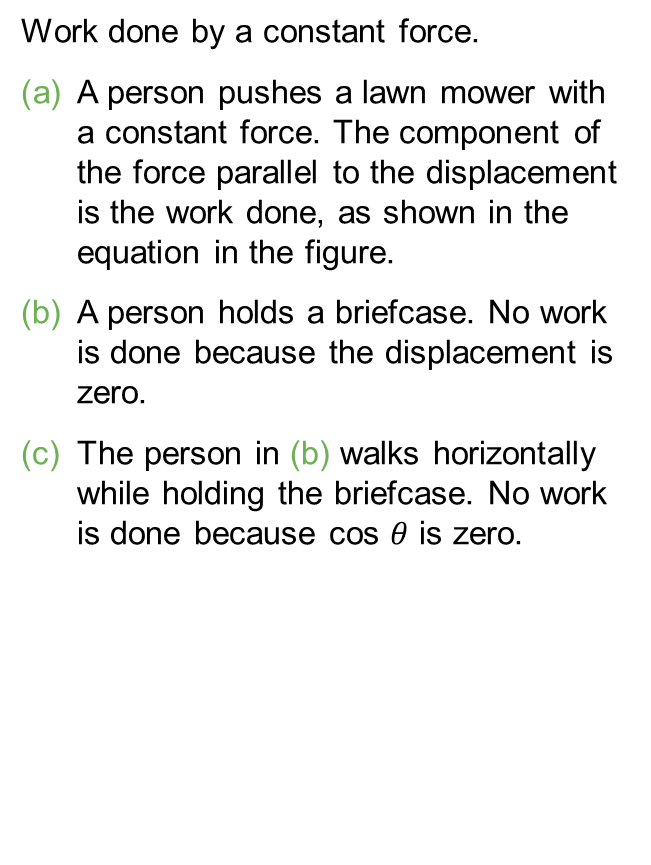 Work done by a constant force.
(a) A person pushes a lawn mower with
a constant force. The component of
the force parallel to the displacement
is the work done, as shown in the
equation in the figure.
(b) A person holds a briefcase. No work
is done because the displacement is
zero.
(c) The person in (b) walks horizontally
while holding the briefcase. No work
is done because cos θ is zero.